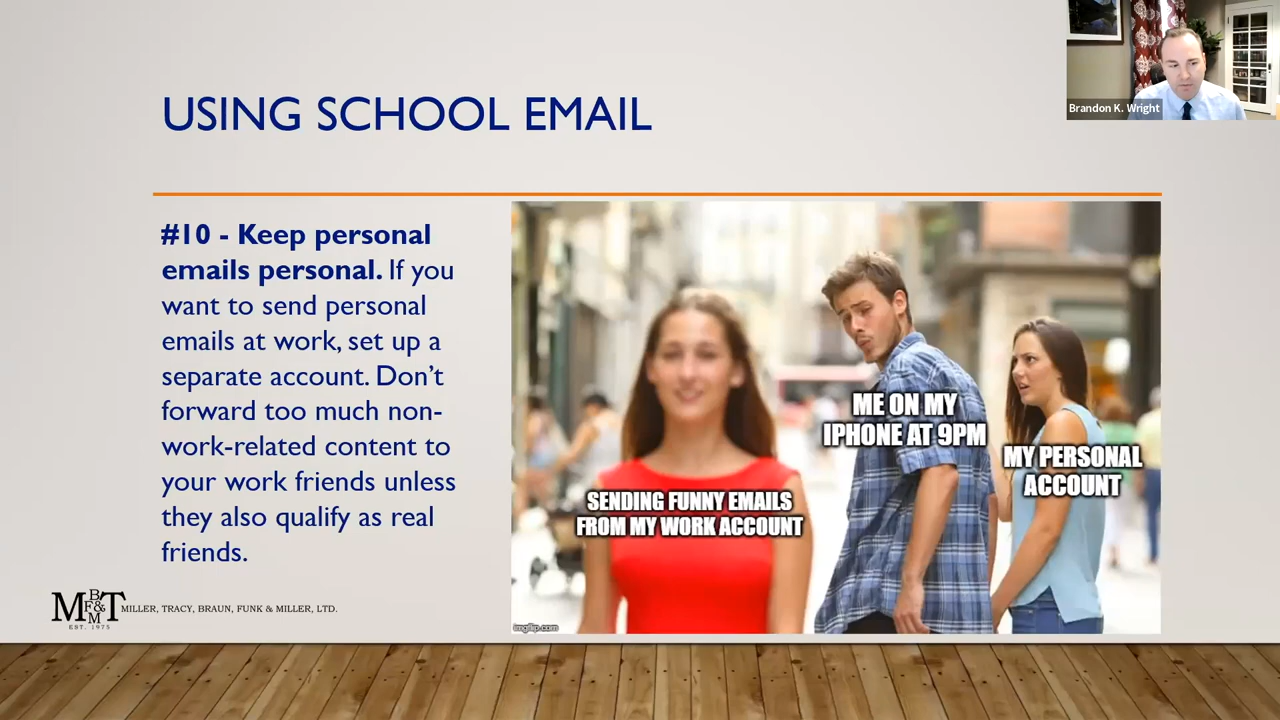 Brandon K. Wright
USING SCHOOL EMAIL
#10 - Keep personal
emails personal. If you
want to send personal
emails at work, set up a
separate account. Don't
forward too much non-
work-related content to
your work friends unless
they also qualify as real
friends.
SENDING FUNNY EMAILS
FROM MY WORK ACCOUNT
ME ON MY
IPHONE AT 9PM
MY PERSONAL
ACCOUNT
imgflip.com
MBF&MT
MILLER, TRACY, BRAUN, FUNK & MILLER, LTD.
EST. 1975